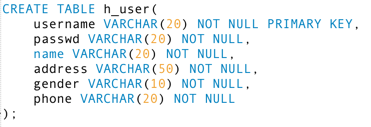 CREATE TABLE h_user(
    username VARCHAR(20) NOT NULL PRIMARY KEY,
    passwd VARCHAR(20) NOT NULL,
    name VARCHAR(20) NOT NULL,
    address VARCHAR(50) NOT NULL,
    gender VARCHAR(10) NOT NULL,
    phone VARCHAR(20) NOT NULL
);